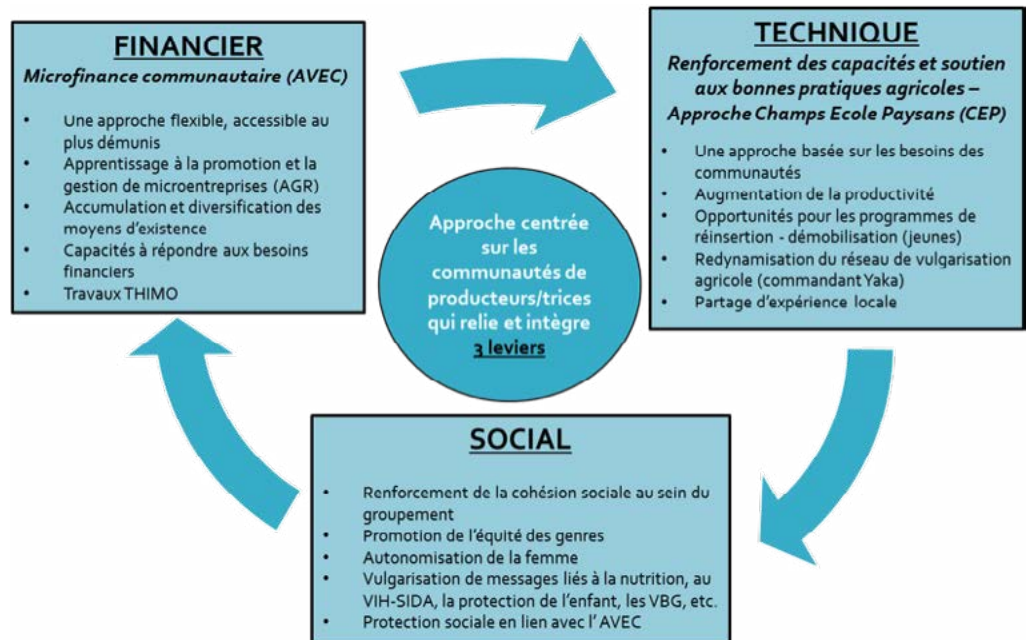 FINANCIER
Microfinance communautaire (AVEC)
• Une approche flexible, accessible au
plus démunis
• Apprentissage à la promotion et la
gestion de microentreprises (AGR)
• Accumulation et diversification des
moyens d'existence
• Capacités à répondre aux besoins
financiers
• Travaux THIMO
TECHNIQUE
Renforcement des capacités et soutien
aux bonnes pratiques agricoles –
Approche Champs Ecole Paysans (CEP)
• Une approche basée sur les besoins des
communautés
• Augmentation de la productivité
• Opportunités pour les programmes de
réinsertion - démobilisation (jeunes)
• Redynamisation du réseau de vulgarisation
agricole (commandant Yaka)
• Partage d'expérience locale
Approche centrée
sur les
communautés de
producteurs/trices
qui relie et intègre
3 leviers
SOCIAL
• Renforcement de la cohésion sociale au sein du
groupement
• Promotion de l'équité des genres
• Autonomisation de la femme
• Vulgarisation de messages liés à la nutrition, au
VIH-SIDA, la protection de l'enfant, les VBG, etc.
• Protection sociale en lien avec l' AVEC